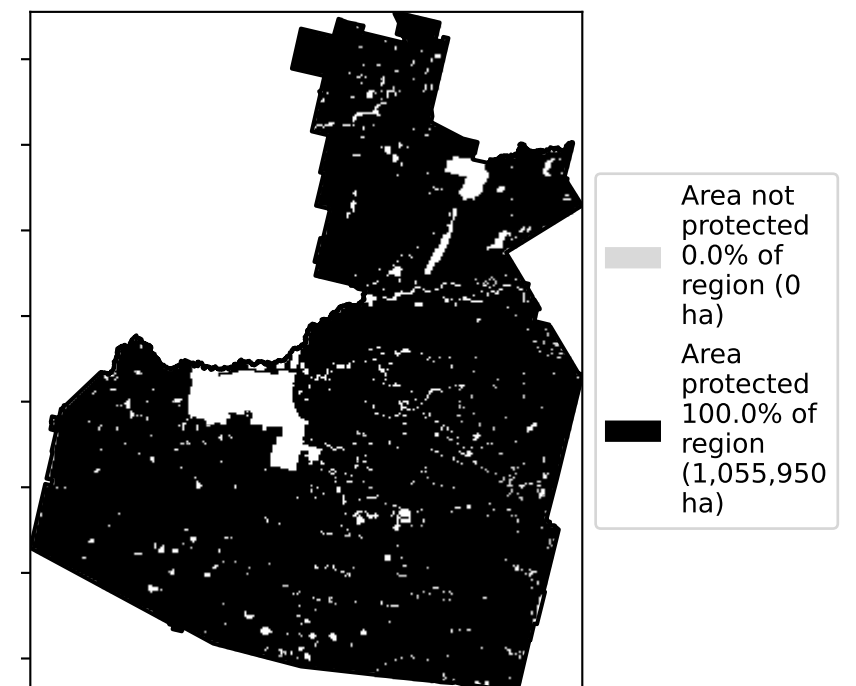 Area not
protected
0.0% of
region (0
ha)
Area
protected
100.0% of
region
(1,055,950
ha)